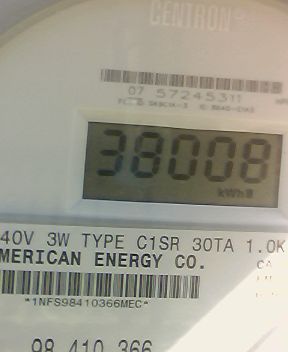 CENTRON
07 57245311
38008
kWh
40V 3W TYPE C1SR 30TA 1.0K
MERICAN ENERGY CO.
CA
*1NFS98410366MEC*
98 410 366